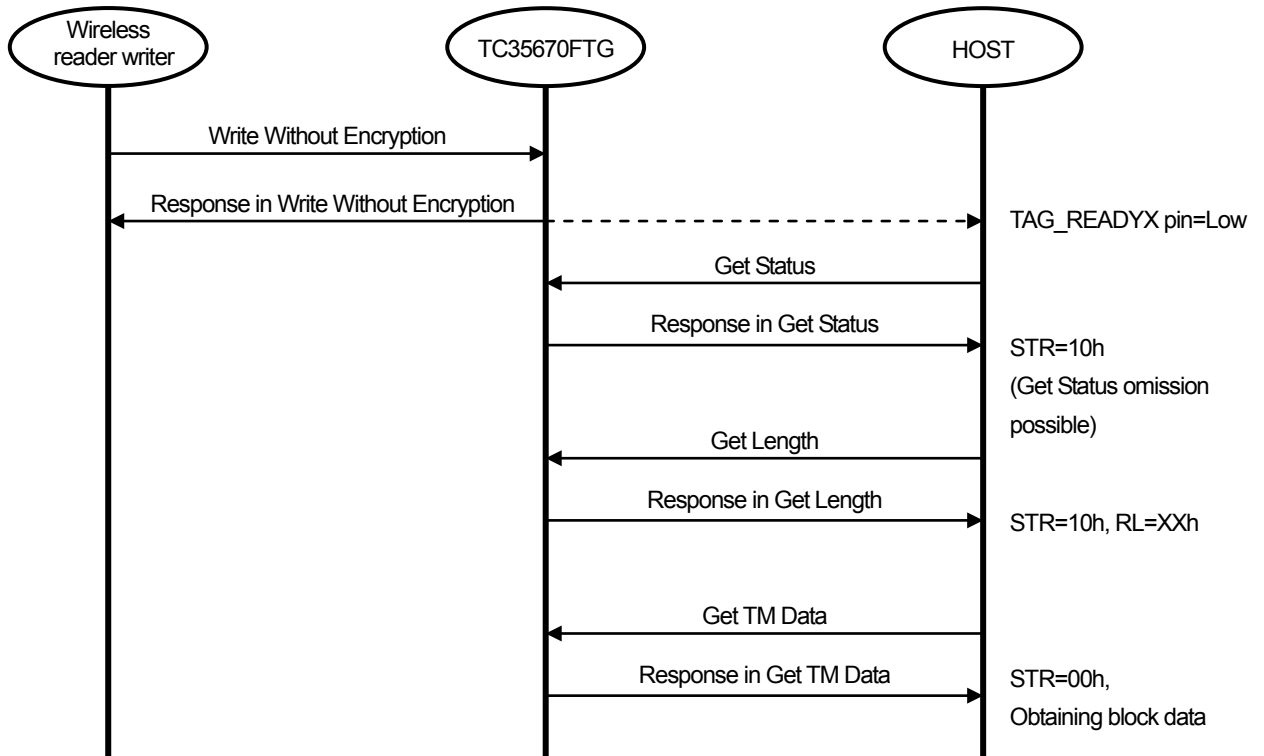 Wireless
reader writer
TC35670FTG
HOST
Write Without Encryption
Response in Write Without Encryption
TAG_READYX pin=Low
Get Status
Response in Get Status
STR=10h
(Get Status omission
possible)
Get Length
Response in Get Length
STR=10h, RL=XXh
Get TM Data
Response in Get TM Data
STR=00h,
Obtaining block data